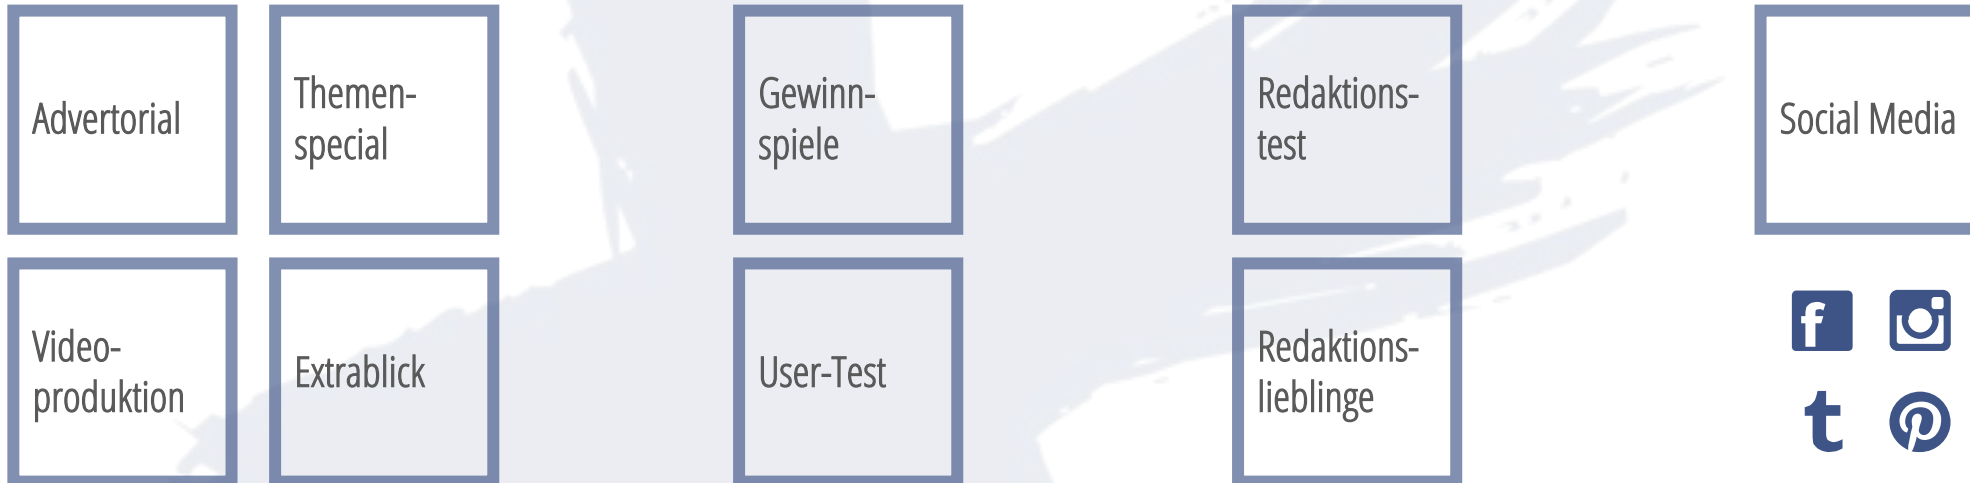 Advertorial
Themen-
special
Gewinn-
spiele
Redaktions-
test
Social Media
Video-
produktion
Extrablick
User-Test
Redaktions-
lieblinge